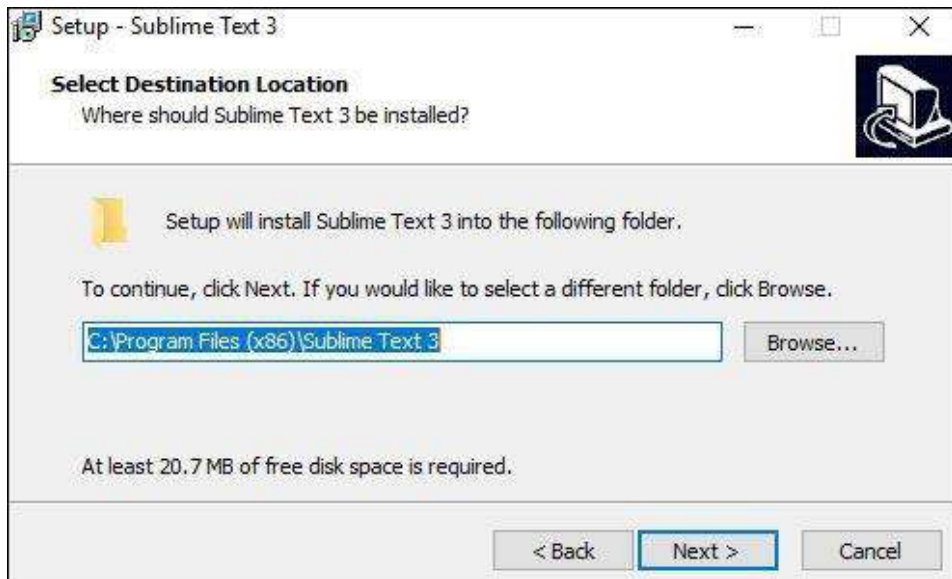 Setup - Sublime Text 3
Select Destination Location
Where should Sublime Text 3 be installed?
Setup will install Sublime Text 3 into the following folder.
To continue, click Next. If you would like to select a different folder, click Browse.
C:\Program Files (x86)\Sublime Text 3
Browse...
At least 20.7 MB of free disk space is required.
< Back Next > Cancel